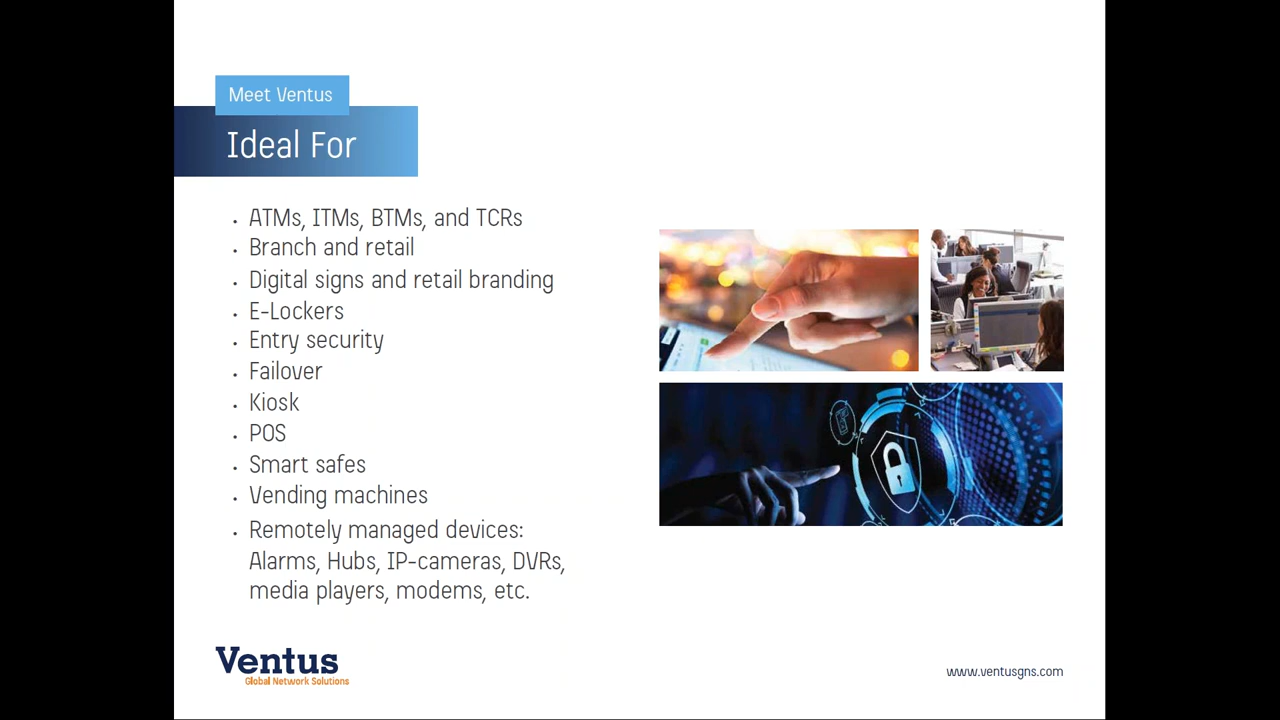 Meet Ventus
Ideal For
• ATMs, ITMs, BTMs, and TCRs
• Branch and retail
• Digital signs and retail branding
• E-Lockers
• Entry security
• Failover
• Kiosk
• POS
• Smart safes
• Vending machines
• Remotely managed devices:
Alarms, Hubs, IP-cameras, DVRs,
media players, modems, etc.
Ventus
Global Network Solutions
www.ventusgns.com